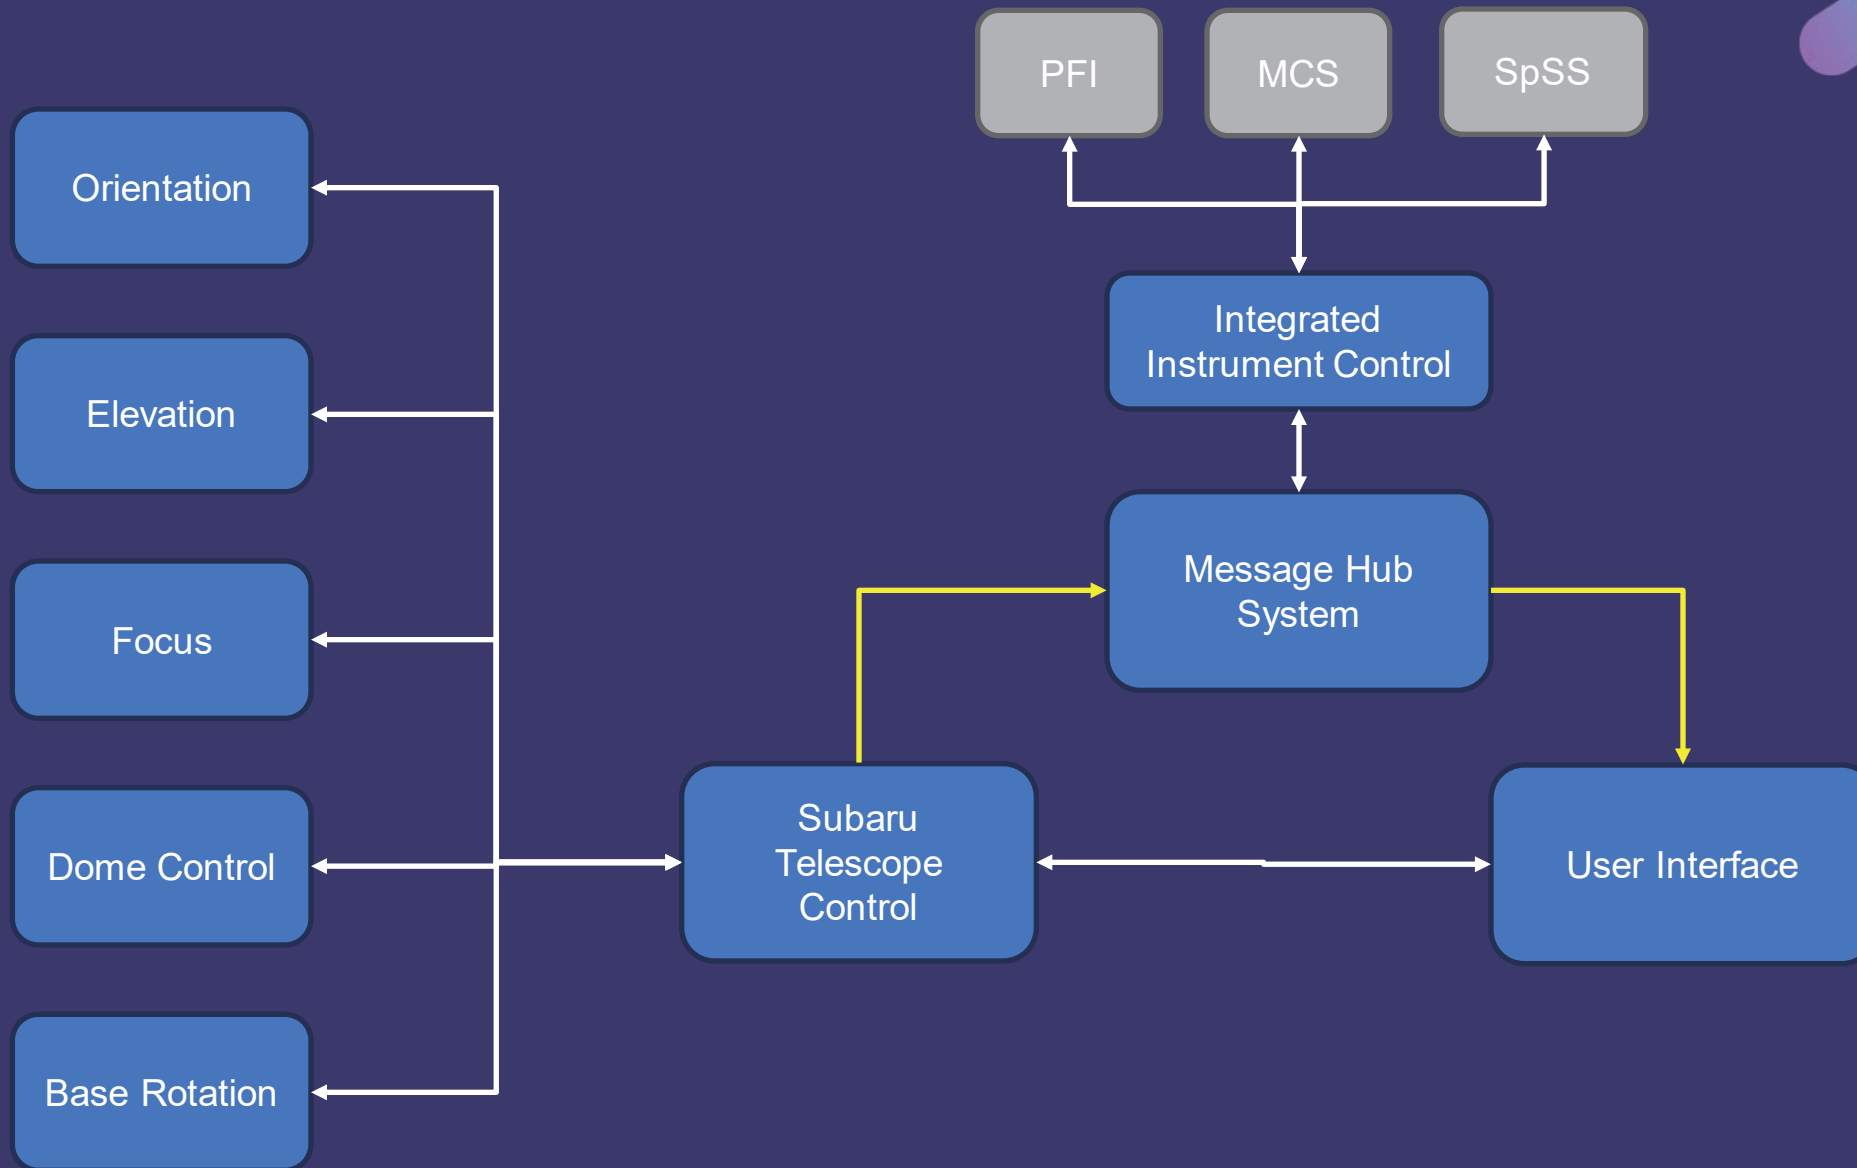 PFI
MCS
SpSS
Orientation
Integrated
Instrument Control
Elevation
Message Hub
System
Focus
Subaru
Telescope
Control
User Interface
Dome Control
Base Rotation